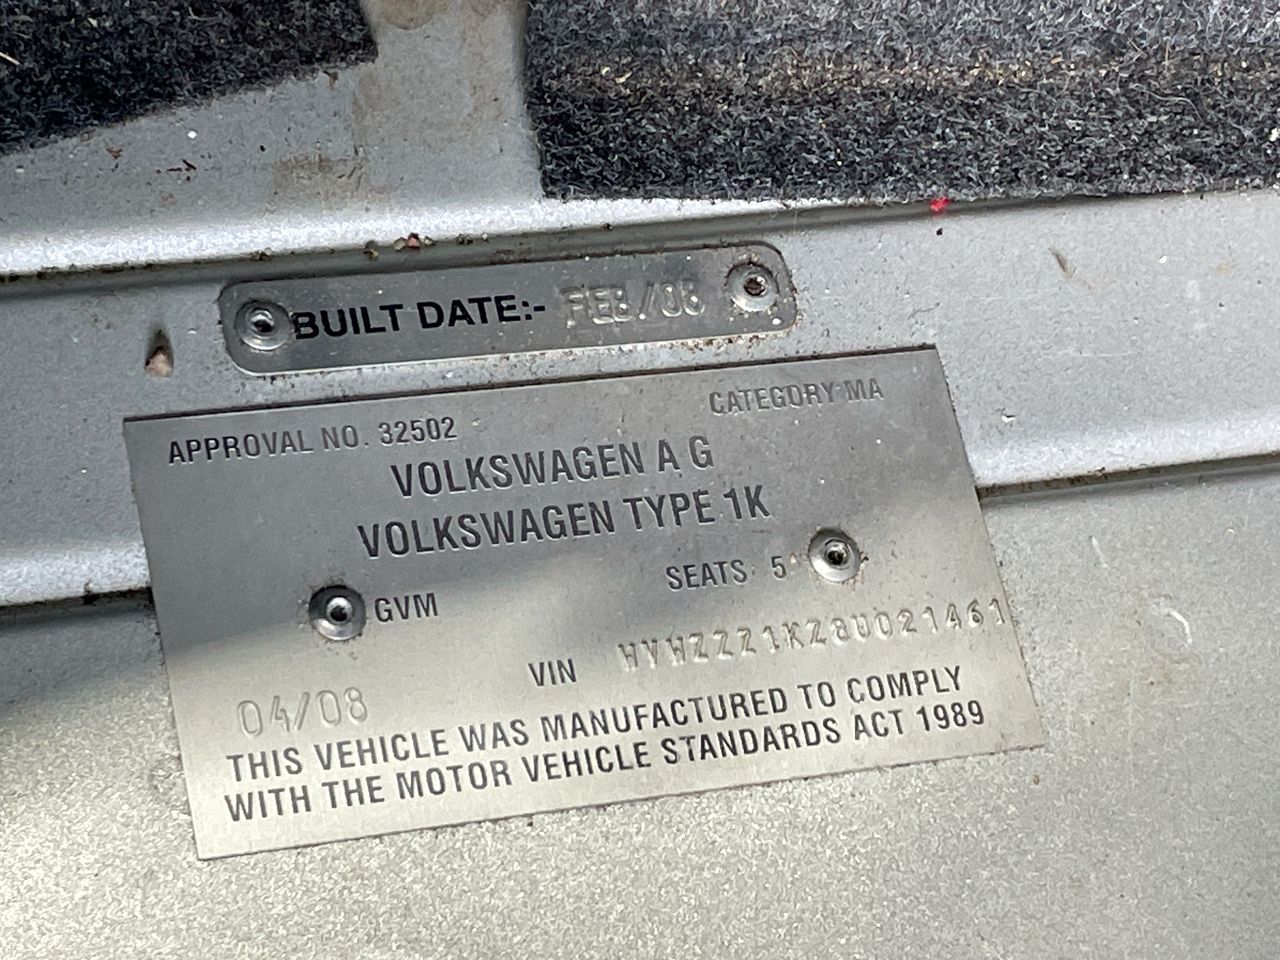 BUILT DATE:- FEB/08
APPROVAL NO. 32502
CATEGORY MA
VOLKSWAGEN A G
VOLKSWAGEN TYPE 1K
SEATS 5
GVM
VIN WVWZZZ1KZ8U021461
04/08
THIS VEHICLE WAS MANUFACTURED TO COMPLY
WITH THE MOTOR VEHICLE STANDARDS ACT 1989